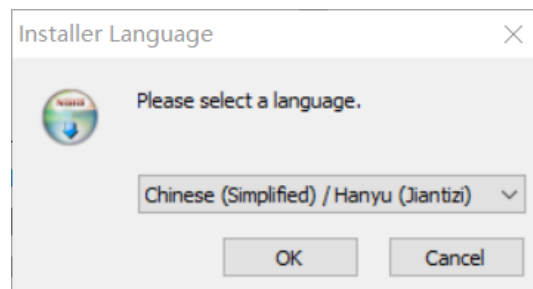 Installer Language
Please select a language.
Chinese (Simplified) / Hanyu (Jiantizi)
OK
Cancel